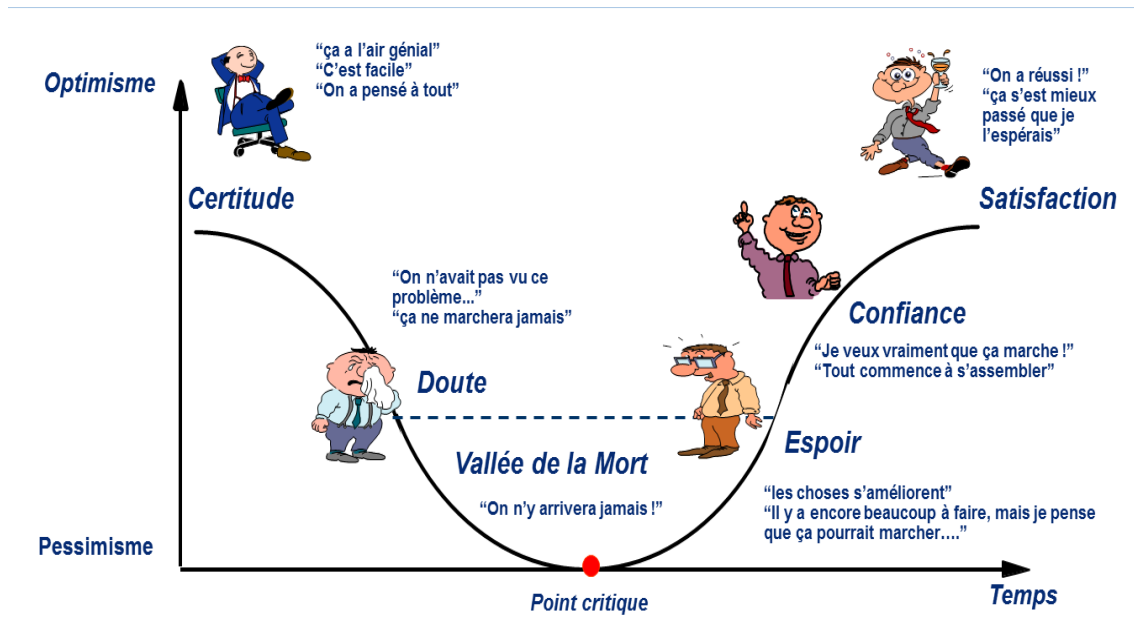 Optimisme
“ça a l’air génial”
“C’est facile”
“On a pensé à tout”
“On a réussi !”
“ça s’est mieux
passé que je
l’espérais”
Certitude
Satisfaction
“On n’avait pas vu ce
problème...”
“ça ne marchera jamais”
Confiance
“Je veux vraiment que ça marche !”
“Tout commence à s’assembler”
Doute
Espoir
Vallée de la Mort
“On n’y arrivera jamais !”
“les choses s’améliorent”
“Il y a encore beaucoup à faire, mais je pense
que ça pourrait marcher....”
Pessimisme
Point critique
Temps